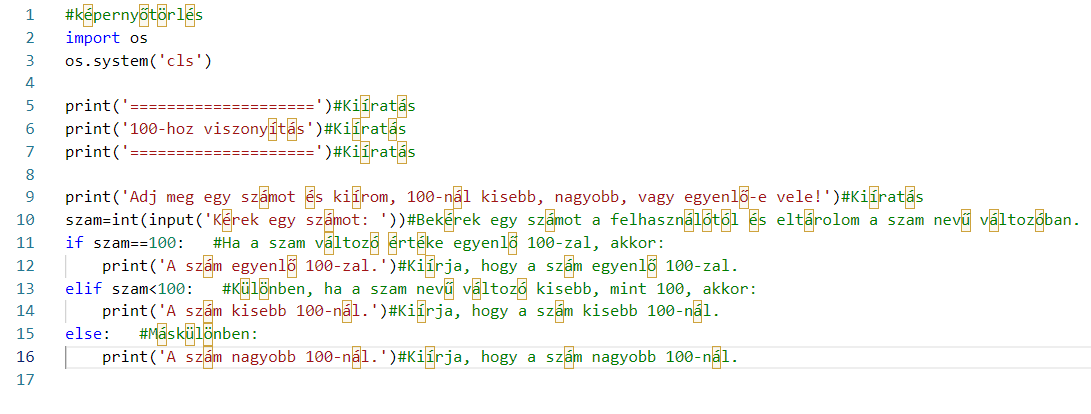 1 #képernyőtörlés
2 import os
3 os.system('cls')
4
5 print('====================')#Kiíratás
6 print('100-hoz viszonyítás')#Kiíratás
7 print('====================')#Kiíratás
8
9 print('Adj meg egy számot és kiírom, 100-nál kisebb, nagyobb, vagy egyenlő-e vele!')#Kiíratás
10 szam=int(input('Kérek egy számot: '))#Bekérek egy számot a felhasználótól és eltárolom a szam nevű változóban.
11 if szam==100:   #Ha a szam változó értéke egyenlő 100-zal, akkor:
12     print('A szám egyenlő 100-zal.')#Kiírja, hogy a szám egyenlő 100-zal.
13 elif szam<100:   #Különben, ha a szam nevű változó kisebb, mint 100, akkor:
14     print('A szám kisebb 100-nál.')#Kiírja, hogy a szám kisebb 100-nál.
15 else:   #Máskülönben:
16     print('A szám nagyobb 100-nál.')#Kiírja, hogy a szám nagyobb 100-nál.
17